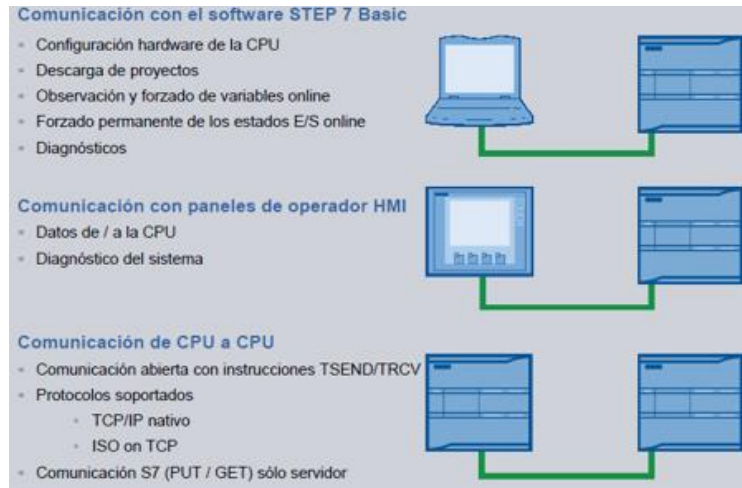 Comunicación con el software STEP 7 Basic
Configuración hardware de la CPU
Descarga de proyectos
Observación y forzado de variables online
Forzado permanente de los estados E/S online
Diagnósticos
Comunicación con paneles de operador HMI
Datos de / a la CPU
Diagnóstico del sistema
Comunicación de CPU a CPU
Comunicación abierta con instrucciones TSEND/TRCV
Protocolos soportados
TCP/IP nativo
ISO on TCP
Comunicación S7 (PUT / GET) sólo servidor